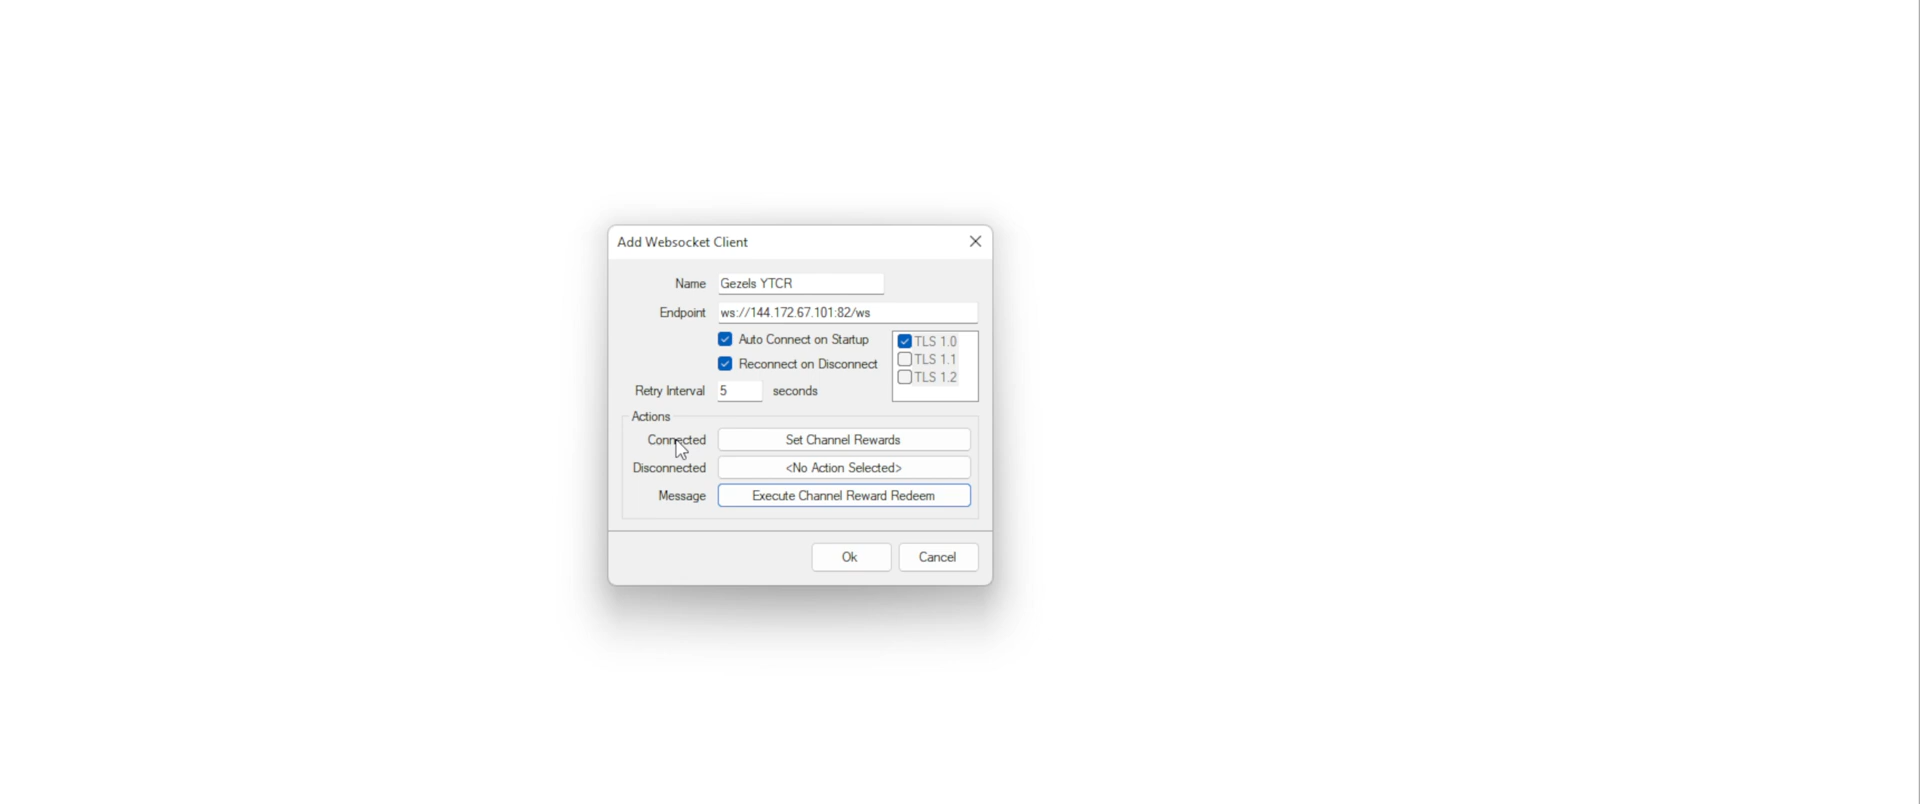 Add Websocket Client
Name Gezels YTCR
Endpoint ws://144.172.67.101:82/ws
Auto Connect on Startup
Reconnect on Disconnect
TLS 1.0
TLS 1.1
TLS 1.2
Retry Interval 5 seconds
Actions
Connected Set Channel Rewards
Disconnected <No Action Selected>
Message Execute Channel Reward Redeem
Ok Cancel